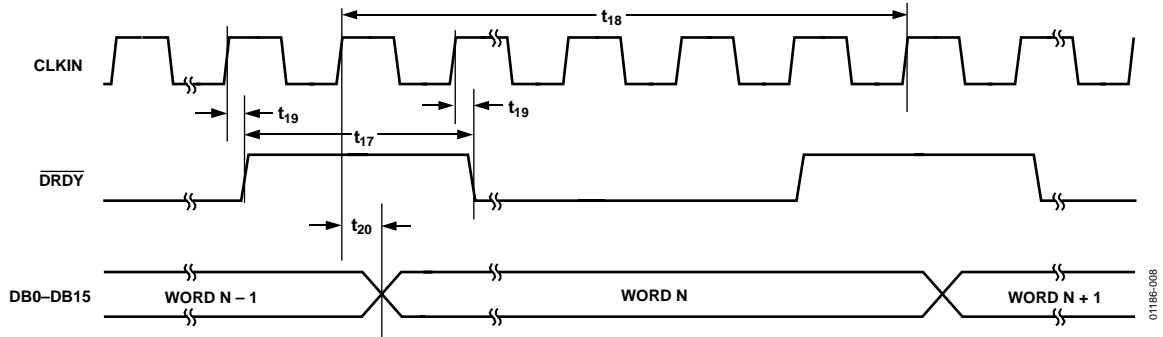 t18
CLKIN
t19
t19
t17
DRDY
t20
DB0–DB15
WORD N – 1
WORD N
WORD N + 1
01186-008